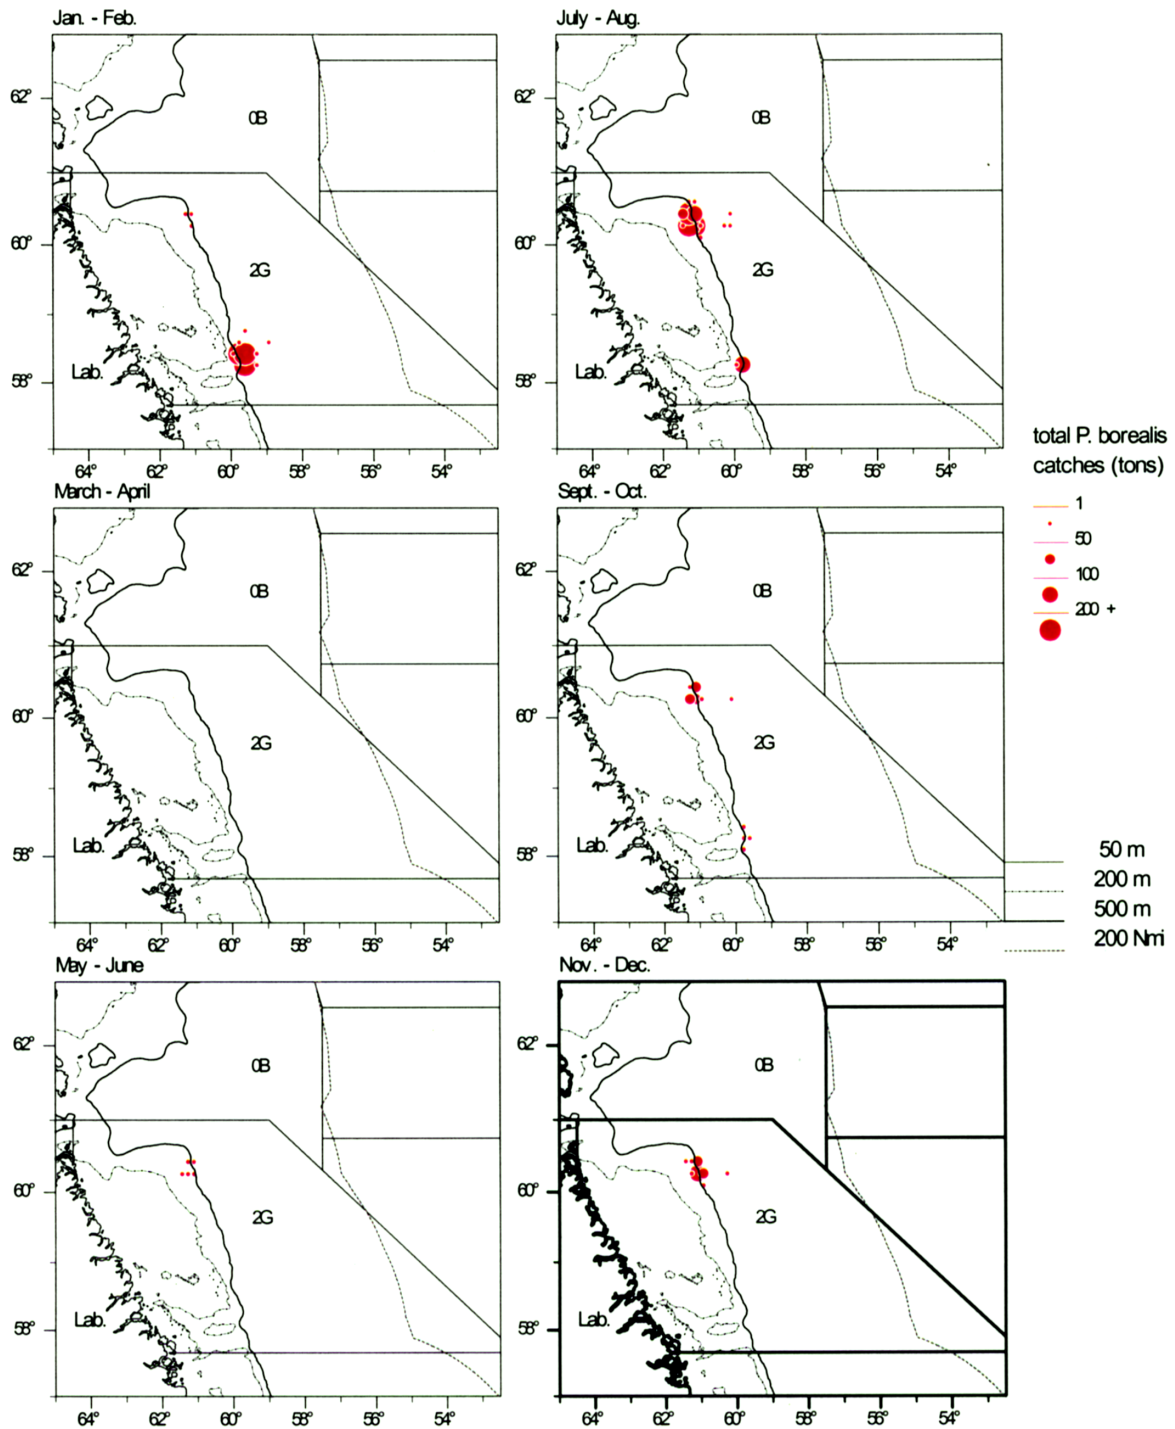 Jan. - Feb.
62°
60°
58°
0B
2G
Lab.
64° 62° 60° 58° 56° 54°
July - Aug.
62°
60°
58°
0B
2G
Lab.
64° 62° 60° 58° 56° 54°
March - April
62°
60°
58°
0B
2G
Lab.
64° 62° 60° 58° 56° 54°
Sept. - Oct.
62°
60°
58°
0B
2G
Lab.
64° 62° 60° 58° 56° 54°
May - June
62°
60°
58°
0B
2G
Lab.
64° 62° 60° 58° 56° 54°
Nov. - Dec.
62°
60°
58°
0B
2G
Lab.
64° 62° 60° 58° 56° 54°
total P. borealis
catches (tons)
1
50
100
200 +
50 m
200 m
500 m
200 Nmi